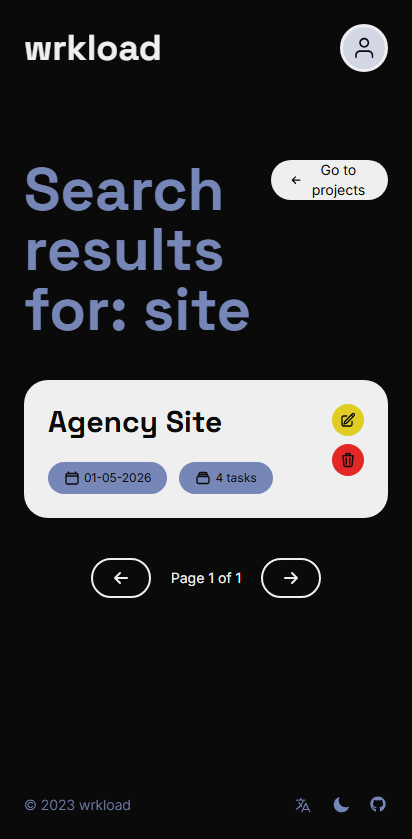 wrkload
Search
results
for: site
Go to
projects
Agency Site
01-05-2026
4 tasks
Page 1 of 1
© 2023 wrkload